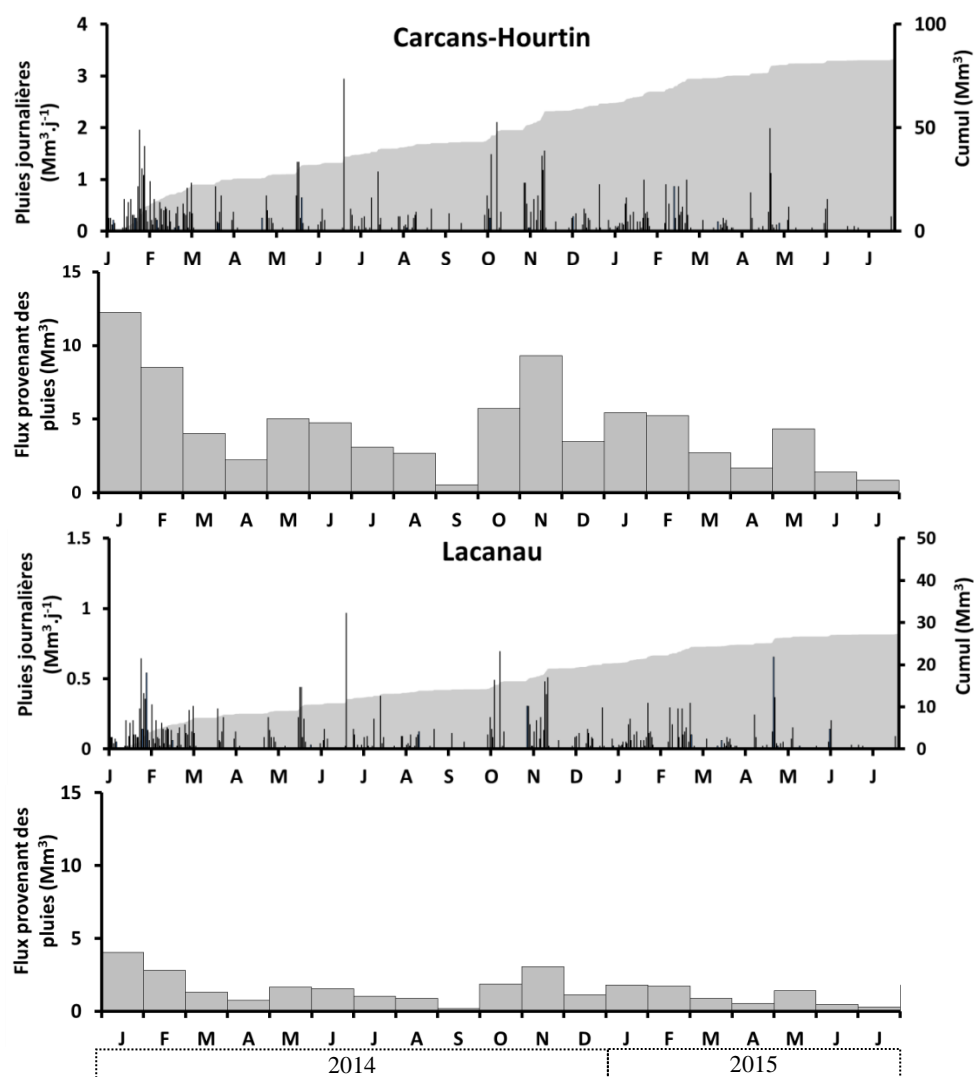 Carcans-Hourtin
Pluies journalières
(Mm³.j⁻¹)
4
3
2
1
0
100
50
0
Cumul (Mm³)
J F M A M J J A S O N D J F M A M J J
Flux provenant des
pluies (Mm³)
15
10
5
0
J F M A M J J A S O N D J F M A M J J
Lacanau
Pluies journalières
(Mm³.j⁻¹)
1.5
1
0.5
0
50
40
30
20
10
0
Cumul (Mm³)
J F M A M J J A S O N D J F M A M J J
Flux provenant des
pluies (Mm³)
15
10
5
0
J F M A M J J A S O N D J F M A M J J
2014 2015